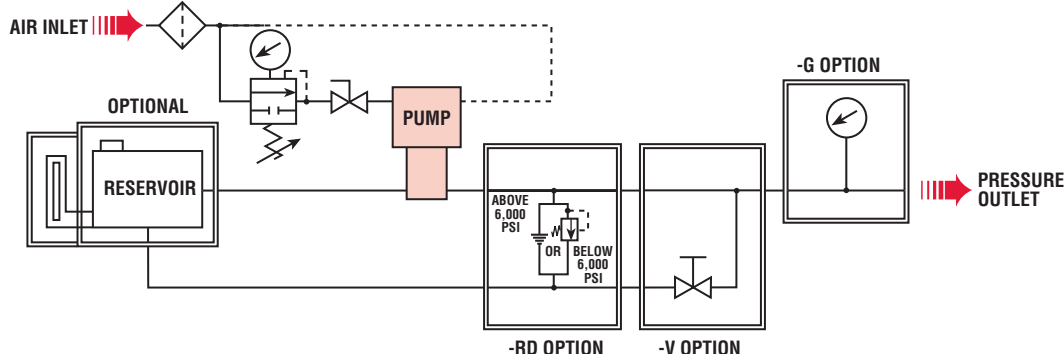 AIR INLET
-G OPTION
OPTIONAL
PUMP
RESERVOIR
PRESSURE
OUTLET
ABOVE
6,000
PSI
OR
BELOW
6,000
PSI
-RD OPTION
-V OPTION